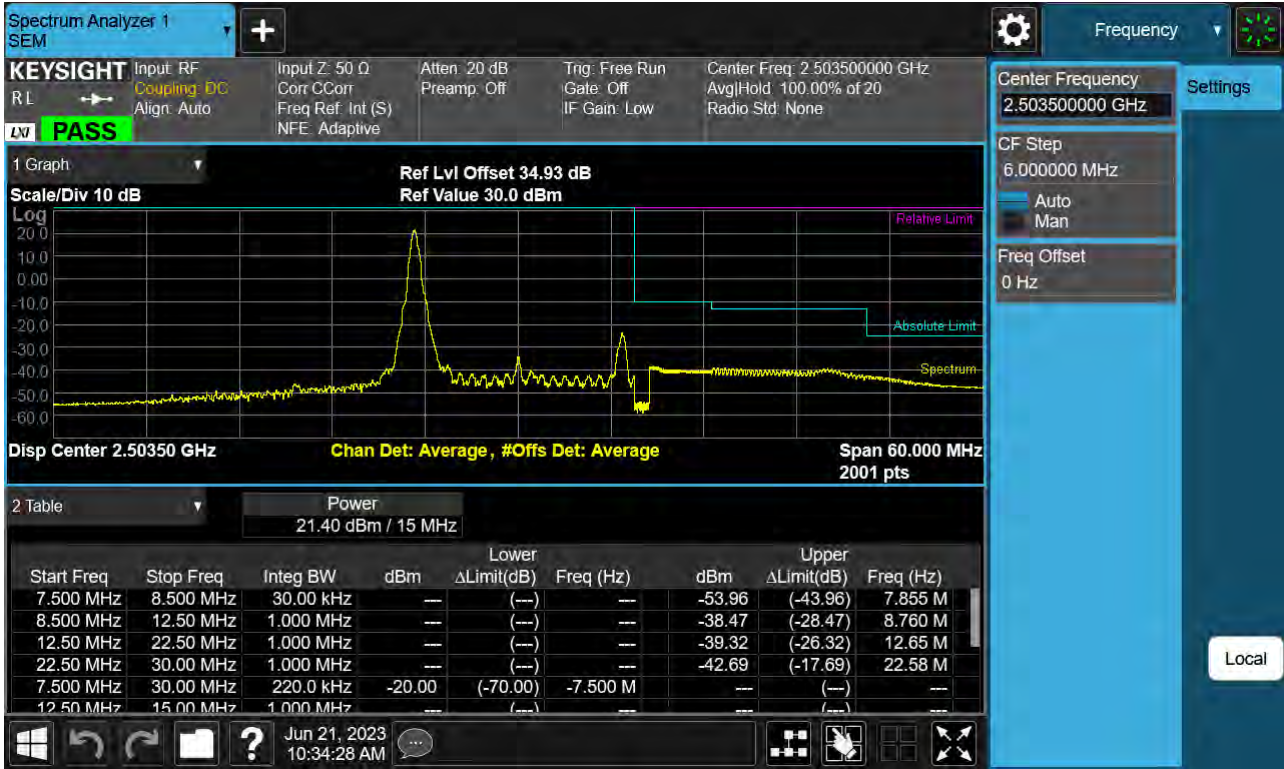 Spectrum Analyzer 1
SEM
+
Frequency
KEYSIGHT
RL
LXI
PASS
Input: RF
Coupling: DC
Align: Auto
Input Z: 50 Ω
Corr CCorr
Freq Ref: Int (S)
NFE: Adaptive
Atten: 20 dB
Preamp: Off
Trig: Free Run
Gate: Off
IF Gain: Low
Center Freq: 2.503500000 GHz
Avg|Hold: 100.00% of 20
Radio Std: None
Center Frequency
2.503500000 GHz
Settings
CF Step
6.000000 MHz
Auto
Man
Freq Offset
0 Hz
Local
1 Graph
Scale/Div 10 dB
Ref Lvl Offset 34.93 dB
Ref Value 30.0 dBm
Log
20.0
10.0
0.00
-10.0
-20.0
-30.0
-40.0
-50.0
-60.0
Relative Limit
Absolute Limit
Spectrum
Disp Center 2.50350 GHz
Chan Det: Average, #Offs Det: Average
Span 60.000 MHz
2001 pts
2 Table
Power
21.40 dBm / 15 MHz
Lower Upper
Start Freq Stop Freq Integ BW dBm ΔLimit(dB) Freq (Hz) dBm ΔLimit(dB) Freq (Hz)
7.500 MHz 8.500 MHz 30.00 kHz --- (---) --- -53.96 (-43.96) 7.855 M
8.500 MHz 12.50 MHz 1.000 MHz --- (---) --- -38.47 (-28.47) 8.760 M
12.50 MHz 22.50 MHz 1.000 MHz --- (---) --- -39.32 (-26.32) 12.65 M
22.50 MHz 30.00 MHz 1.000 MHz --- (---) --- -42.69 (-17.69) 22.58 M
7.500 MHz 30.00 MHz 220.0 kHz -20.00 (-70.00) -7.500 M --- (---) ---
12.50 MHz 15.00 MHz 1.000 MHz --- (---) --- --- (---) ---
?
Jun 21, 2023
10:34:28 AM